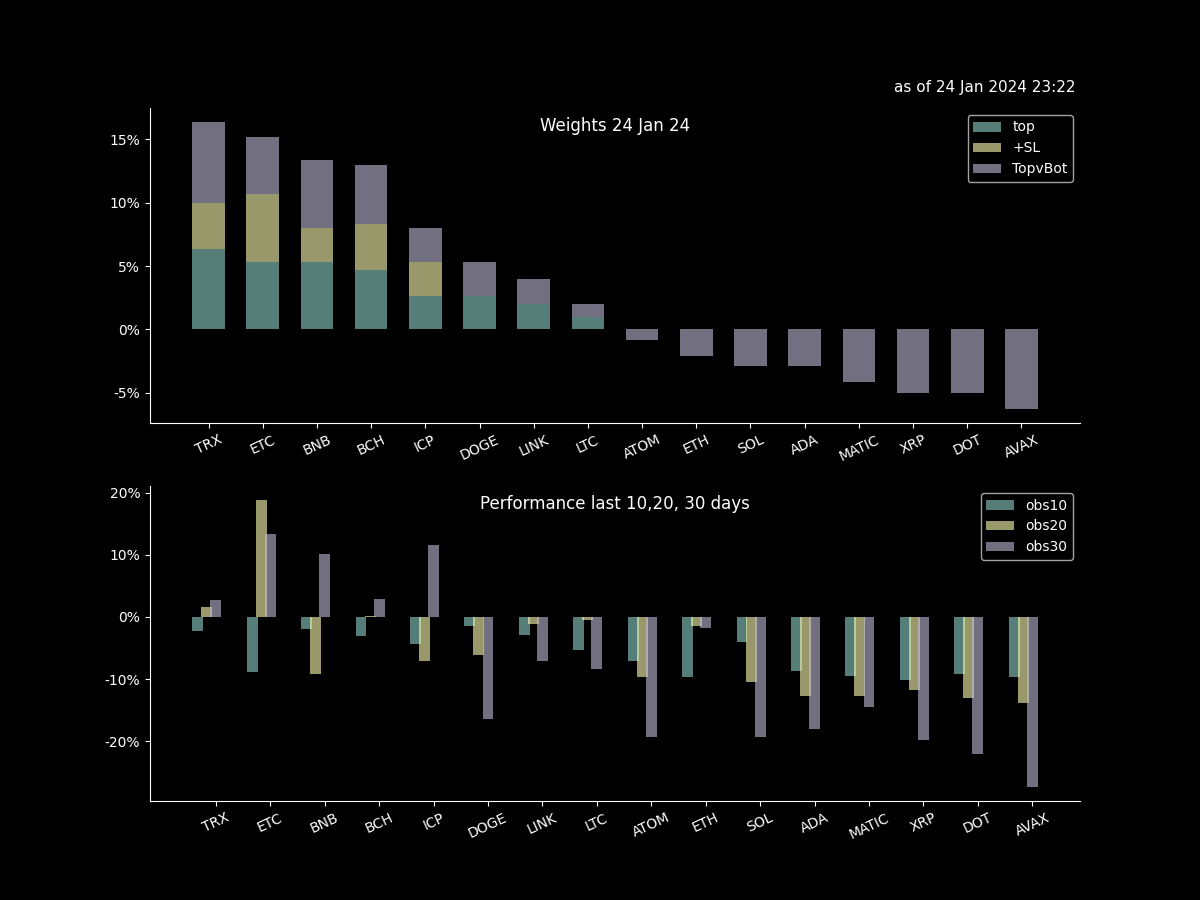 as of 24 Jan 2024 23:22
Weights 24 Jan 24
top
+SL
TopvBot
15%
10%
5%
0%
-5%
TRX ETC BNB BCH ICP DOGE LINK LTC ATOM ETH SOL ADA MATIC XRP DOT AVAX
Performance last 10,20, 30 days
obs10
obs20
obs30
20%
10%
0%
-10%
-20%
TRX ETC BNB BCH ICP DOGE LINK LTC ATOM ETH SOL ADA MATIC XRP DOT AVAX